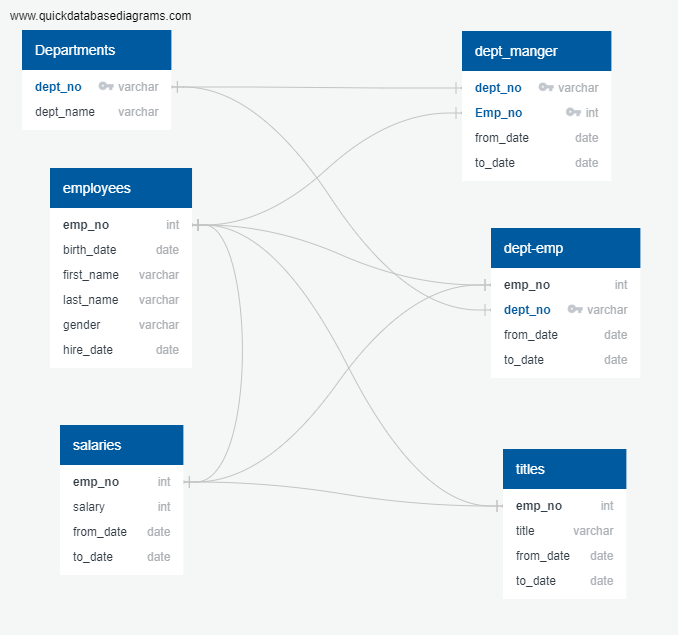 www.quickdatabasediagrams.com
Departments
dept_no varchar
dept_name varchar
dept_manger
dept_no varchar
Emp_no int
from_date date
to_date date
employees
emp_no int
birth_date date
first_name varchar
last_name varchar
gender varchar
hire_date date
dept-emp
emp_no int
dept_no varchar
from_date date
to_date date
salaries
emp_no int
salary int
from_date date
to_date date
titles
emp_no int
title varchar
from_date date
to_date date